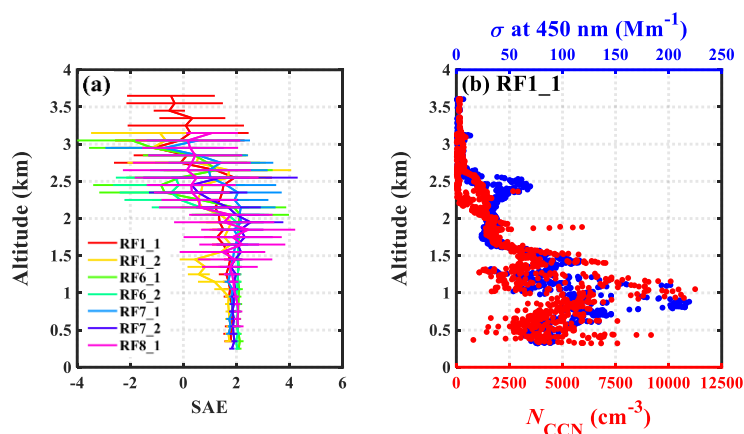 σ at 450 nm (Mm-1)
0 50 100 150 200 250
(a)
(b) RF1_1
4
3.5
3
2.5
2
1.5
1
0.5
0
Altitude (km)
RF1_1
RF1_2
RF6_1
RF6_2
RF7_1
RF7_2
RF8_1
-4 -2 0 2 4 6
SAE
4
3.5
3
2.5
2
1.5
1
0.5
0
Altitude (km)
0 2500 5000 7500 10000 12500
NCCN (cm-3)